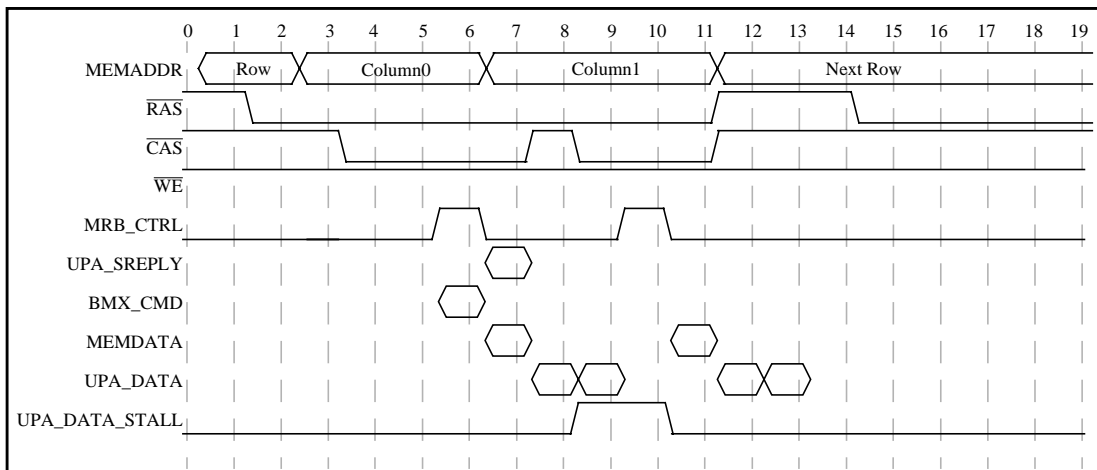 0 1 2 3 4 5 6 7 8 9 10 11 12 13 14 15 16 17 18 19
MEMADDR Row Column0 Column1 Next Row
RAS
CAS
WE
MRB_CTRL
UPA_SREPLY
BMX_CMD
MEMDATA
UPA_DATA
UPA_DATA_STALL